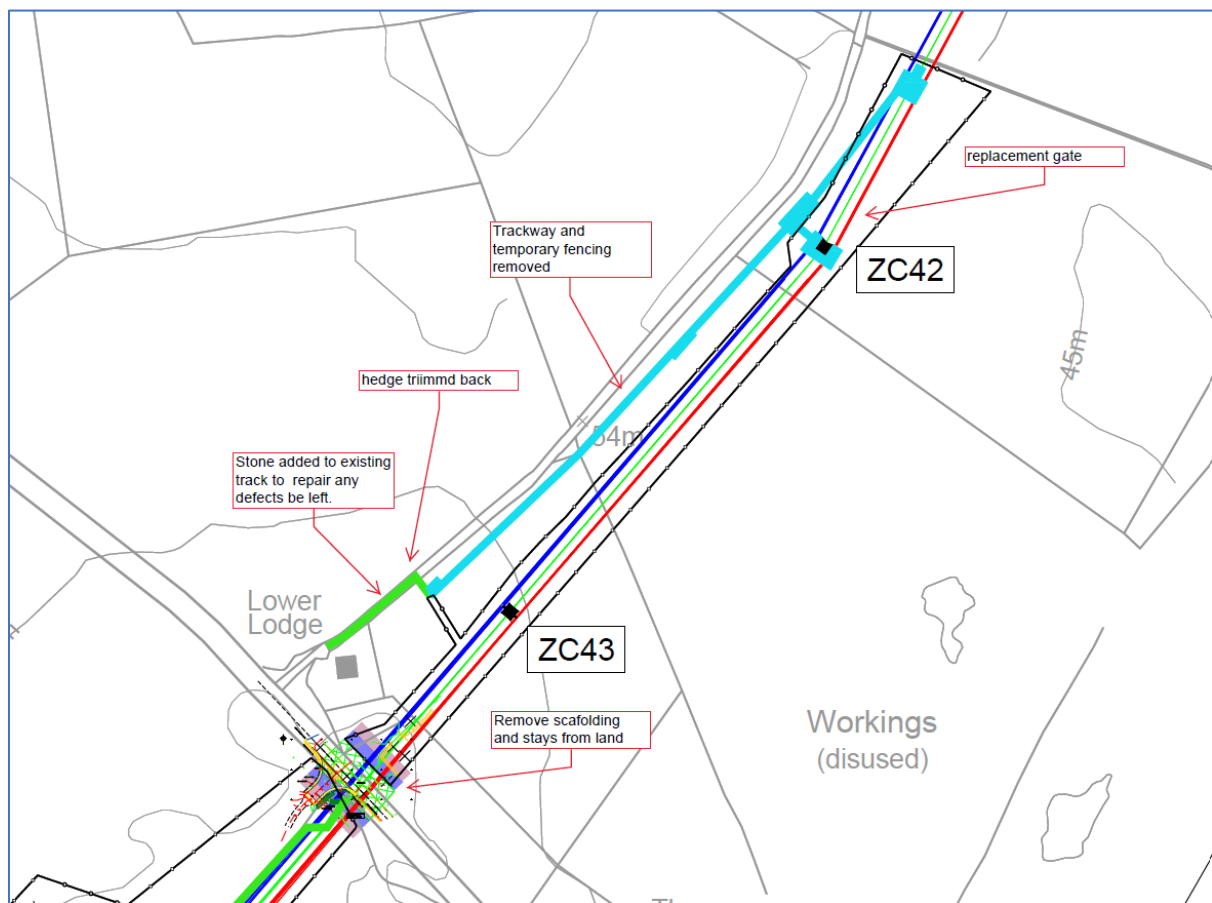 replacement gate
Trackway and
temporary fencing
removed
ZC42
45m
hedge triimmd back
54m
Stone added to existing
track to  repair any
defects be left.
Lower
Lodge
ZC43
Remove scafolding
and stays from land
Workings
(disused)